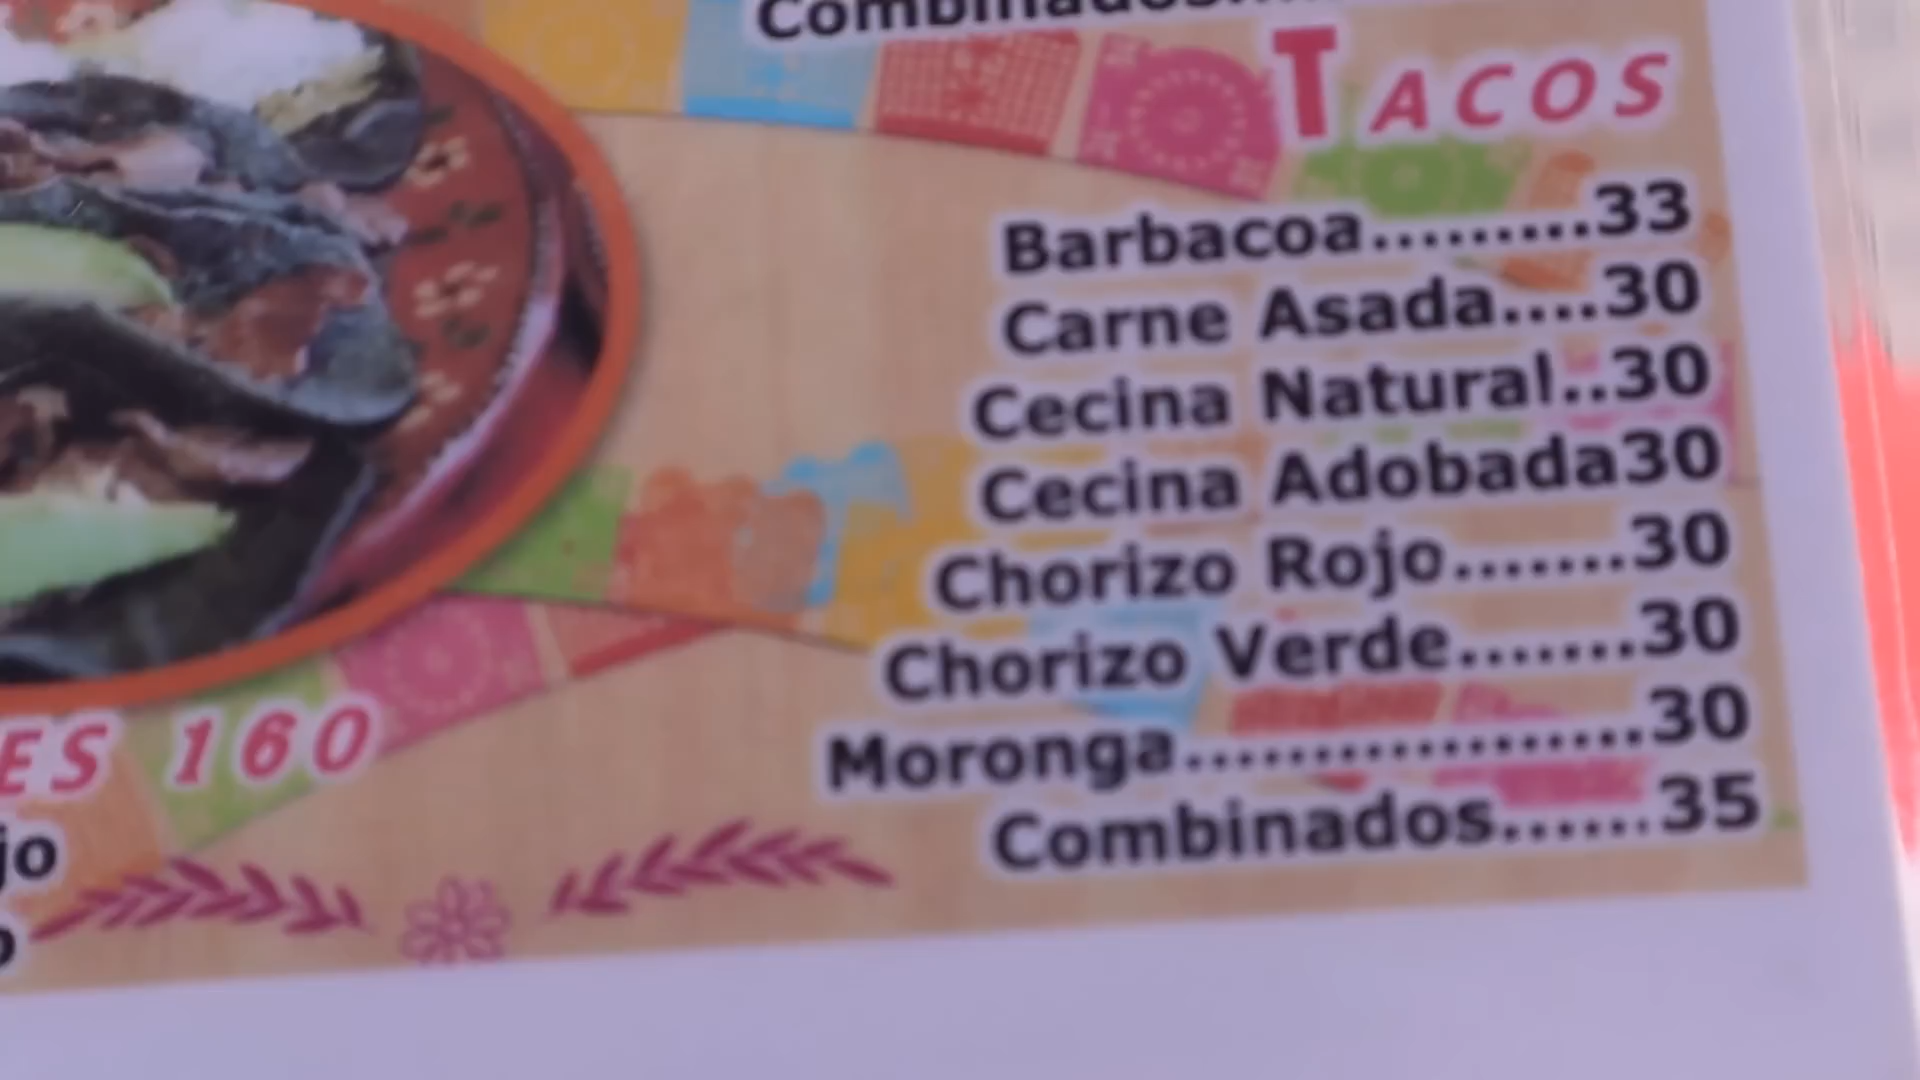 Combinados......
TACOS
Barbacoa.........33
Carne Asada....30
Cecina Natural..30
Cecina Adobada30
Chorizo Rojo.......30
Chorizo Verde.......30
Moronga...................30
Combinados......35
ES 160
jo
o